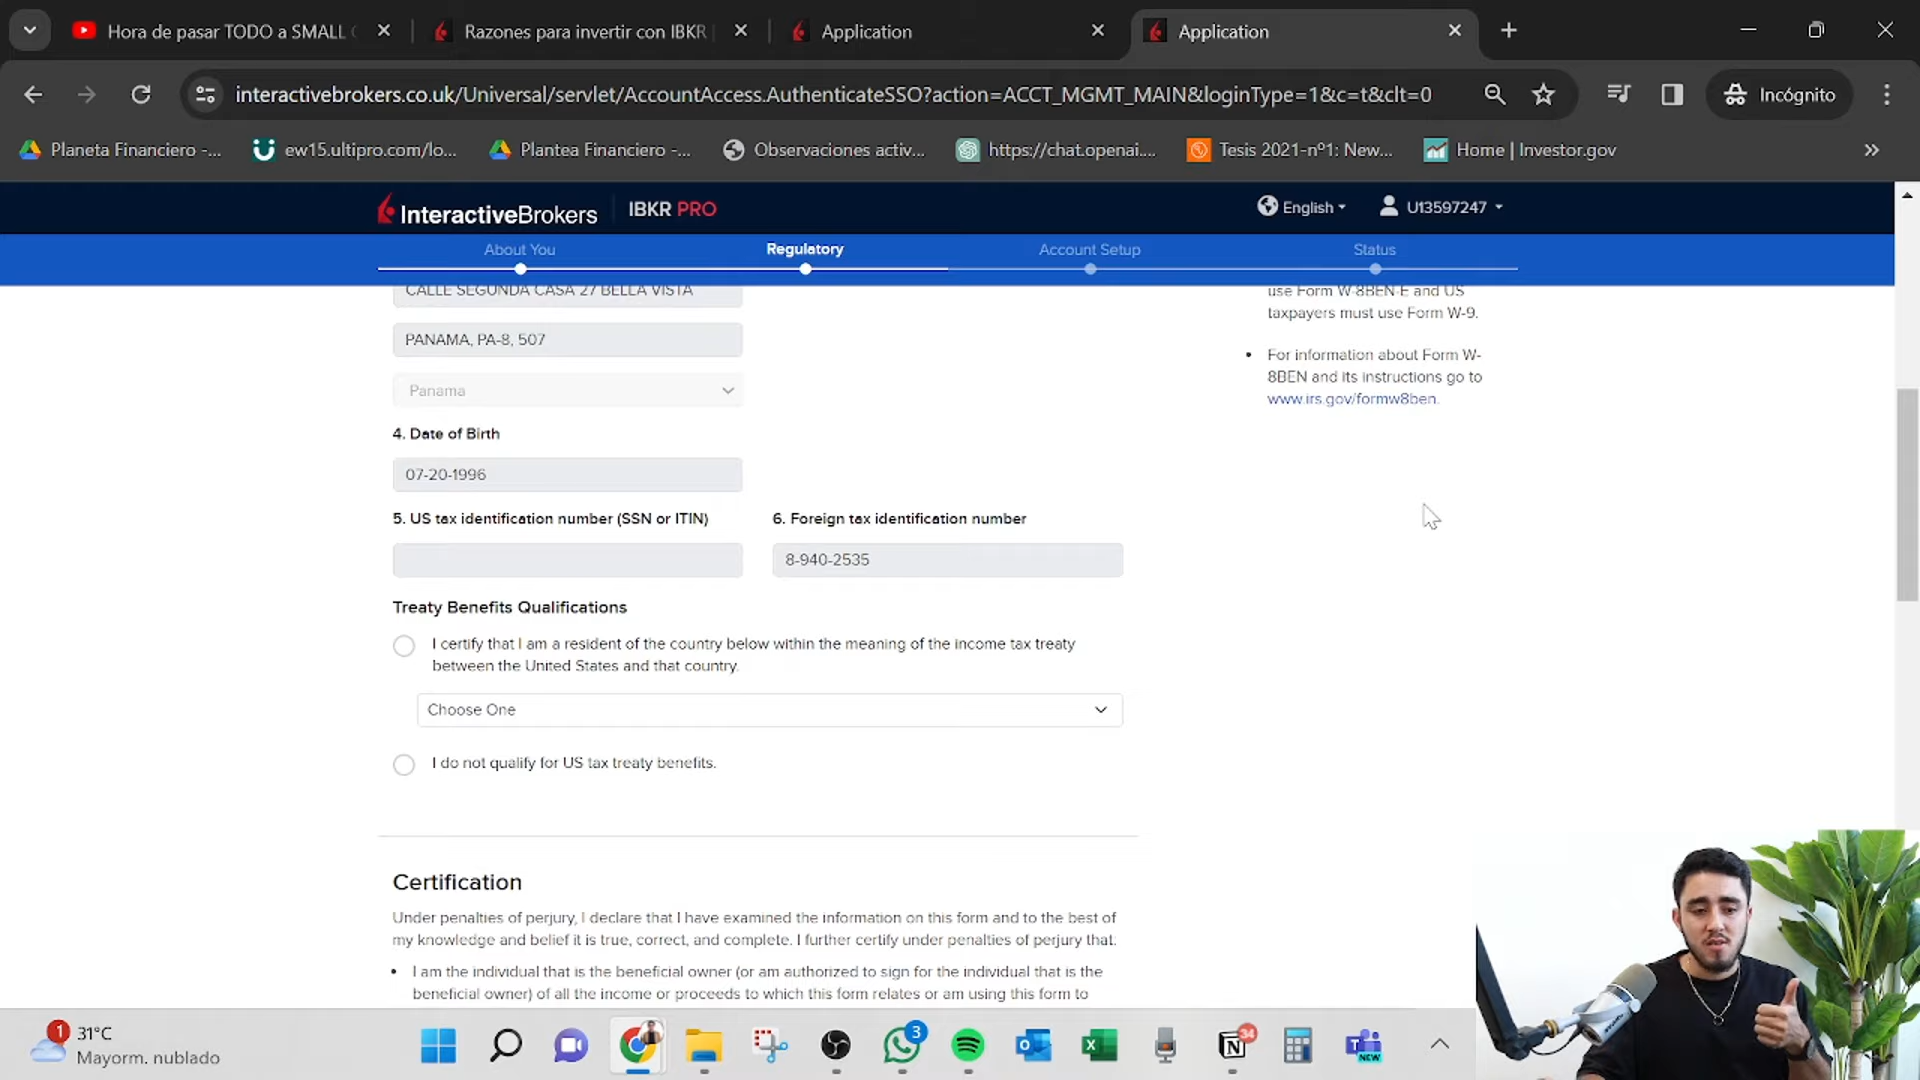 Hora de pasar TODO a SMALL
Razones para invertir con IBKR
Application
Application
interactivebrokers.co.uk/Universal/servlet/AccountAccess.AuthenticateSSO?action=ACCT_MGMT_MAIN&loginType=1&c=t&clt=0
Incógnito
Planeta Financiero -...
ew15.ultipro.com/lo...
Plantea Financiero -...
Observaciones activ...
https://chat.openai....
Tesis 2021-nº1: New...
Home | Investor.gov
InteractiveBrokers
IBKR PRO
English
U13597247
About You
Regulatory
Account Setup
Status
CALLE SEGUNDA CASA 27 BELLA VISTA
PANAMA, PA-8, 507
Panama
4. Date of Birth
07-20-1996
5. US tax identification number (SSN or ITIN)
6. Foreign tax identification number
8-940-2535
Treaty Benefits Qualifications
I certify that I am a resident of the country below within the meaning of the income tax treaty
between the United States and that country.
Choose One
I do not qualify for US tax treaty benefits.
use Form W-8BEN-E and US
taxpayers must use Form W-9.
• For information about Form W-
8BEN and its instructions go to
www.irs.gov/formw8ben.
Certification
Under penalties of perjury, I declare that I have examined the information on this form and to the best of
my knowledge and belief it is true, correct, and complete. I further certify under penalties of perjury that:
• I am the individual that is the beneficial owner (or am authorized to sign for the individual that is the
beneficial owner) of all the income or proceeds to which this form relates or am using this form to
1
31°C
Mayorm. nublado
3
34
NEW